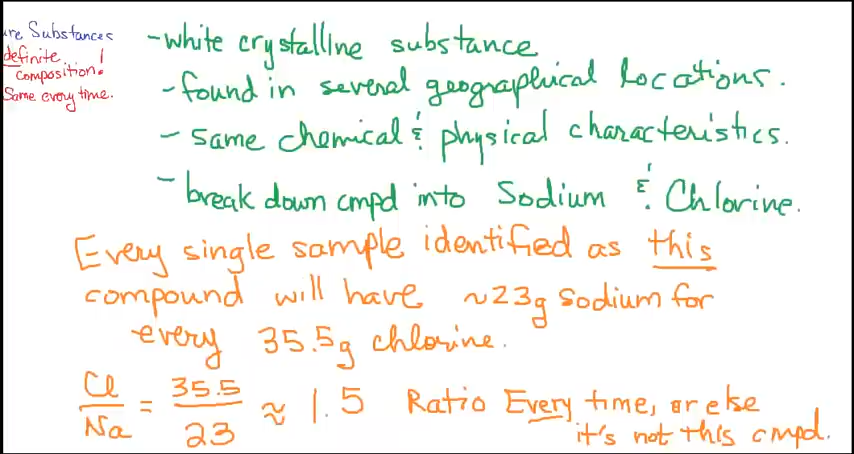 re Substances
definite
composition.
Same every time.
- white crystalline substance
- found in several geographical locations.
- same chemical & physical characteristics.
- break down cmpd into Sodium & Chlorine.
Every single sample identified as this
compound will have ~23g sodium for
every 35.5g chlorine.
Cl/Na = 35.5/23 ≈ 1.5 Ratio Every time, or else
it's not this cmpd.